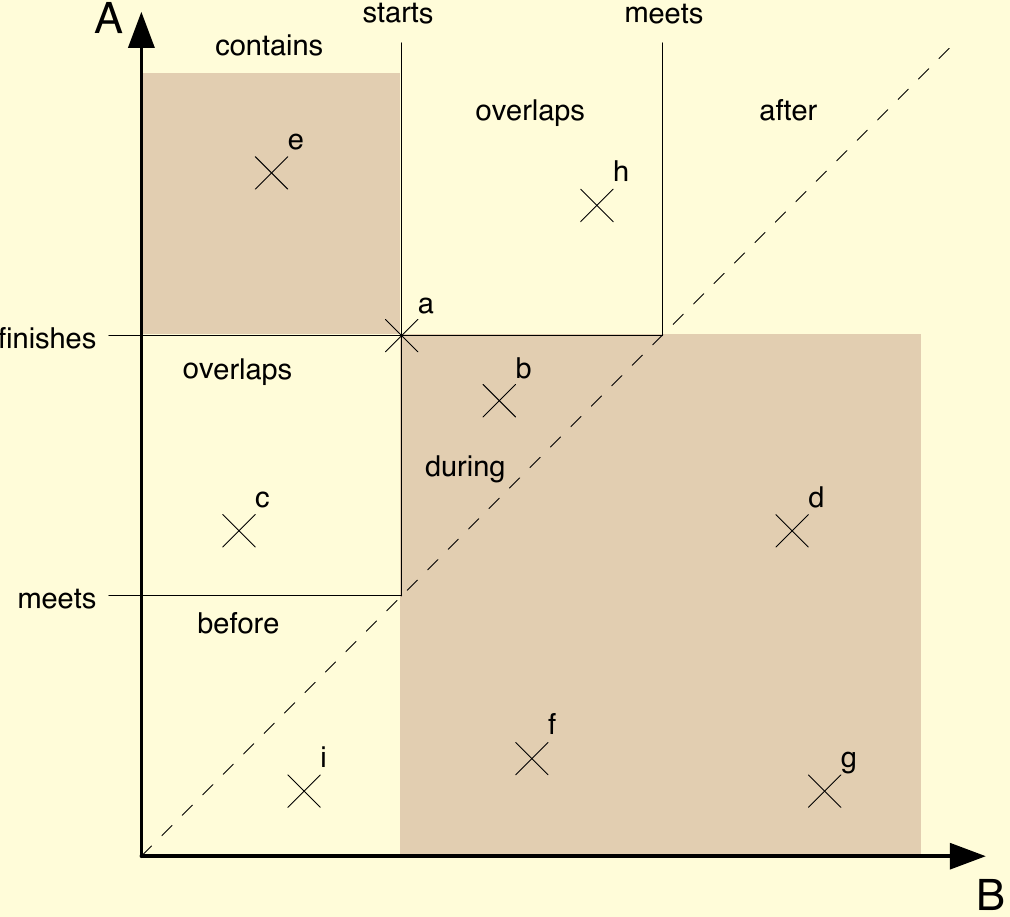 A
starts
meets
contains
overlaps
after
e
h
a
finishes
overlaps
b
during
c
d
meets
before
f
i
g
B